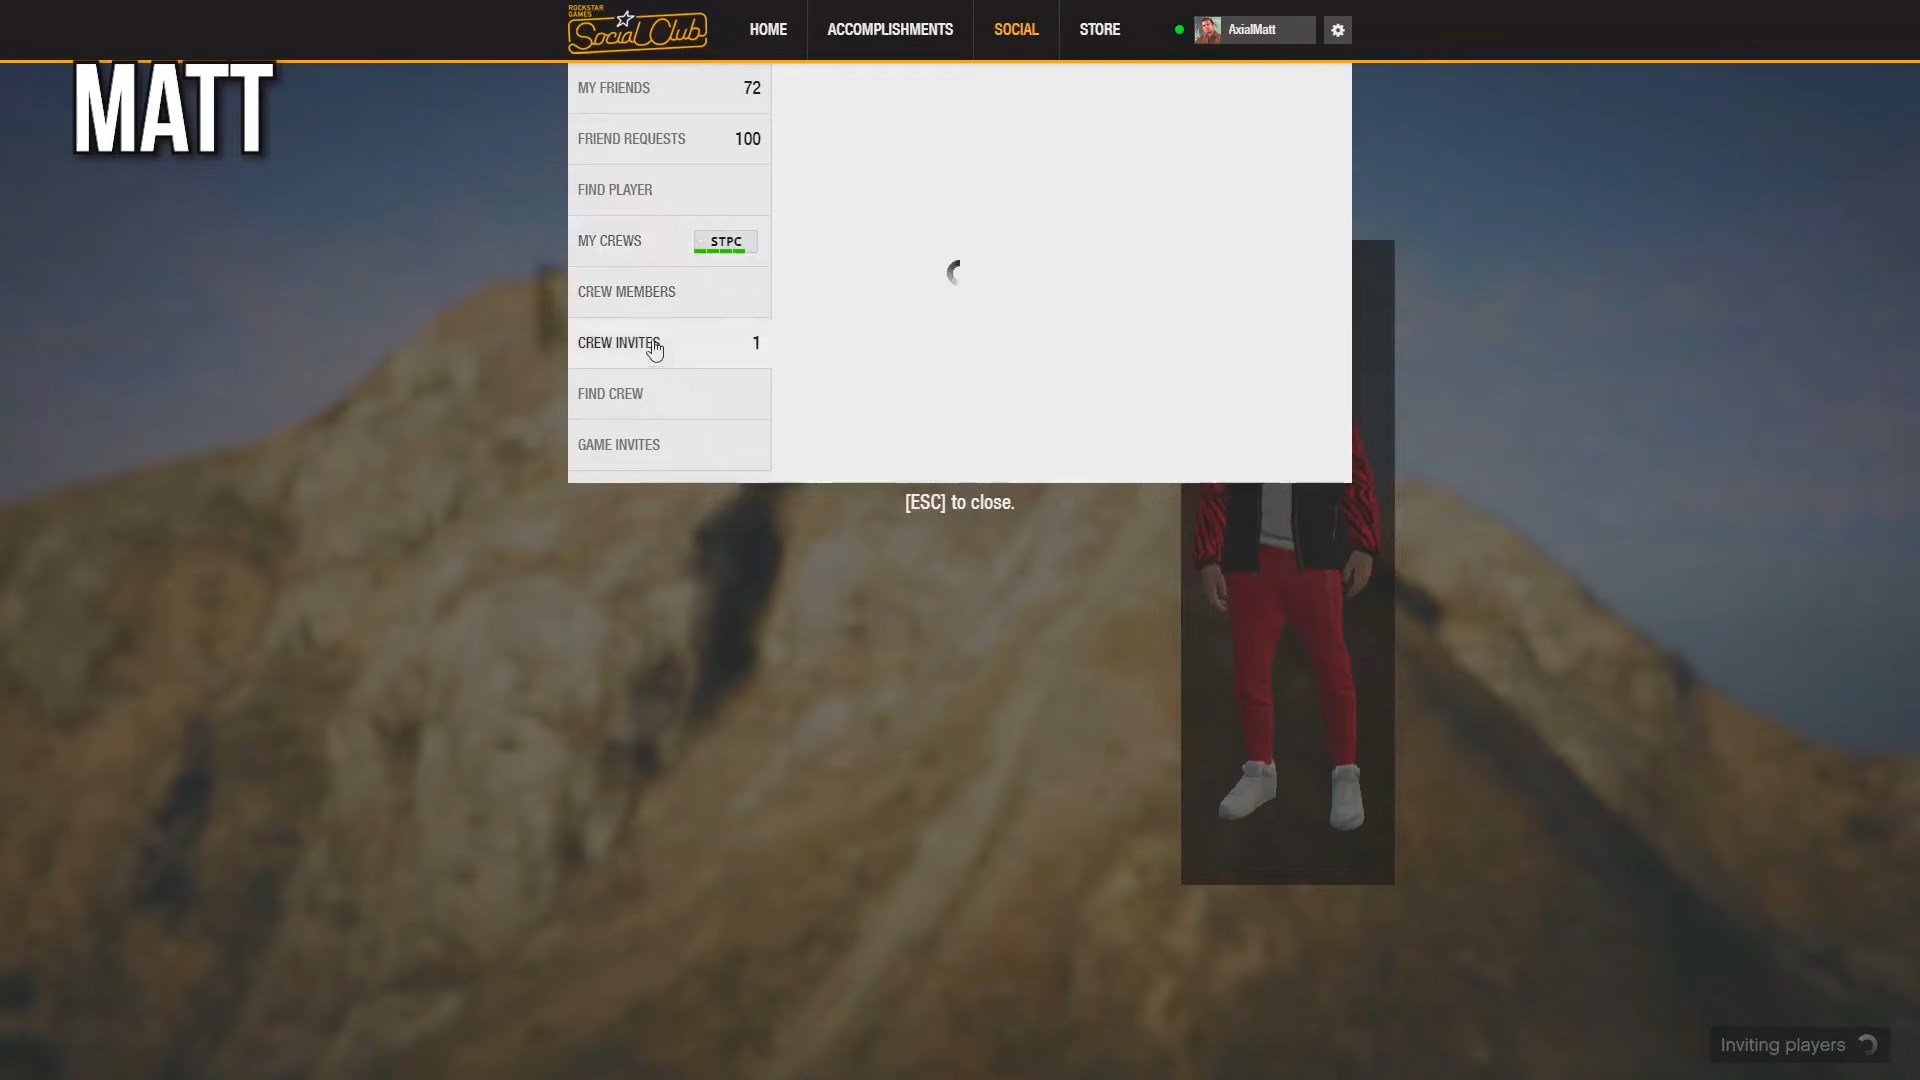 ROCKSTAR
GAMES
Social Club
HOME
ACCOMPLISHMENTS
SOCIAL
STORE
AxialMatt
MATT
MY FRIENDS 72
FRIEND REQUESTS 100
FIND PLAYER
MY CREWS STPC
CREW MEMBERS
CREW INVITES 1
FIND CREW
GAME INVITES
[ESC] to close.
Inviting players